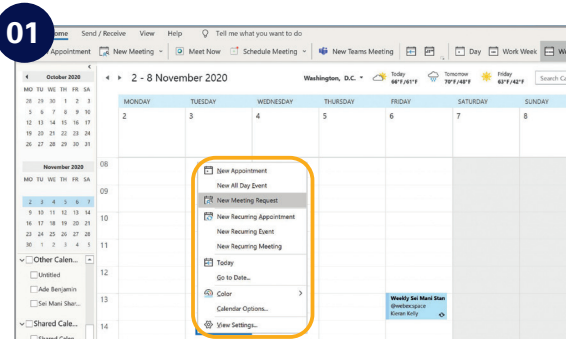 01
ome Send / Receive View Help Tell me what you want to do
Appointment New Meeting Meet Now Schedule Meeting New Teams Meeting Day Work Week We
October 2020
MO TU WE TH FR SA
28 29 30 1 2 3
5 6 7 8 9 10
12 13 14 15 16 17
19 20 21 22 23 24
26 27 28 29 30 31
November 2020
MO TU WE TH FR SA
2 3 4 5 6 7
9 10 11 12 13 14
16 17 18 19 20 21
23 24 25 26 27 28
30 1 2 3 4 5
Other Calen...
Untitled
Ade Benjamin
Sei Mani Shar...
Shared Cale...
2 - 8 November 2020
Washington, D.C.
Today
66°F/61°F
Tomorrow
70°F/48°F
Friday
63°F/42°F
Search Ca
MONDAY TUESDAY WEDNESDAY THURSDAY FRIDAY SATURDAY SUNDAY
2 3 4 5 6 7 8
08
09
10
11
12
13
14
New Appointment
New All Day Event
New Meeting Request
New Recurring Appointment
New Recurring Event
New Recurring Meeting
Today
Go to Date...
Color
Calendar Options...
View Settings...
Weekly Sei Mani Stan
@webexspace
Kieran Kelly